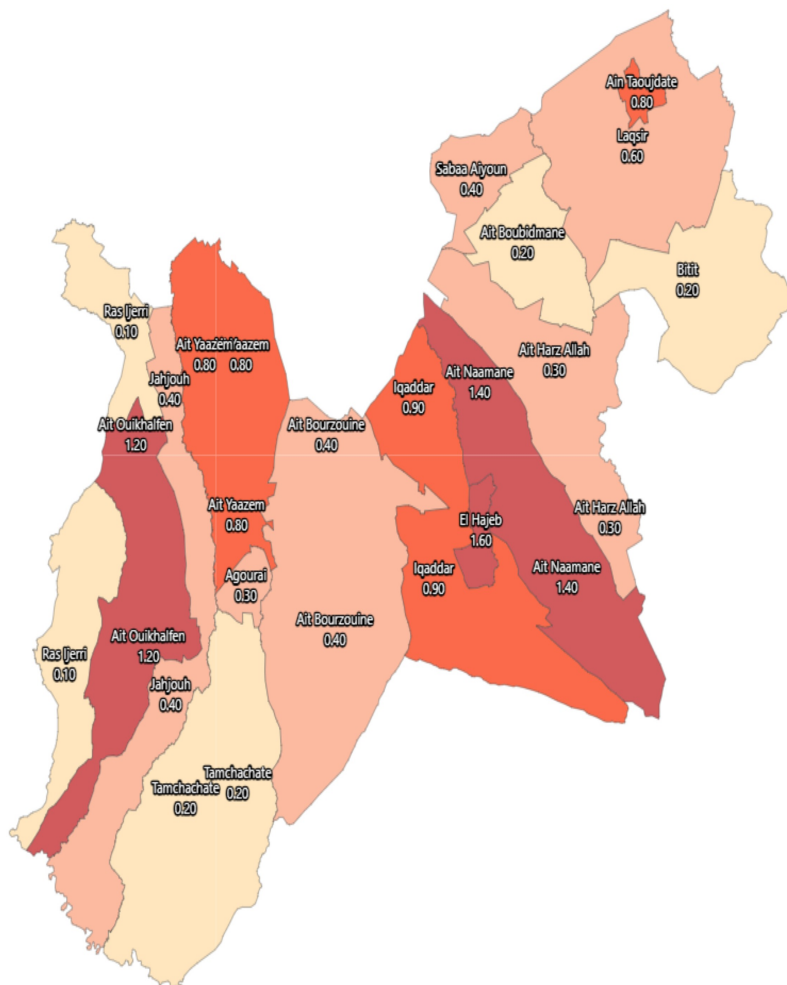 Ain Taoujdate
0.80
Laqsir
0.60
Sabaa Aiyoun
0.40
Ait Boubidmane
0.20
Bitit
0.20
Ras Ijerri
0.10
Ait Yaazem
0.80
Yaazem
0.80
Ait Harz Allah
0.30
Jahjouh
0.40
Iqaddar
0.90
Ait Naamane
1.40
Ait Ouikhalfen
1.20
Ait Bourzouine
0.40
Ait Yaazem
0.80
El Hajeb
1.60
Ait Harz Allah
0.30
Agourai
0.30
Iqaddar
0.90
Ait Naamane
1.40
Ait Bourzouine
0.40
Ait Ouikhalfen
1.20
Ras Ijerri
0.10
Jahjouh
0.40
Tamchachate
0.20
Tamchachate
0.20